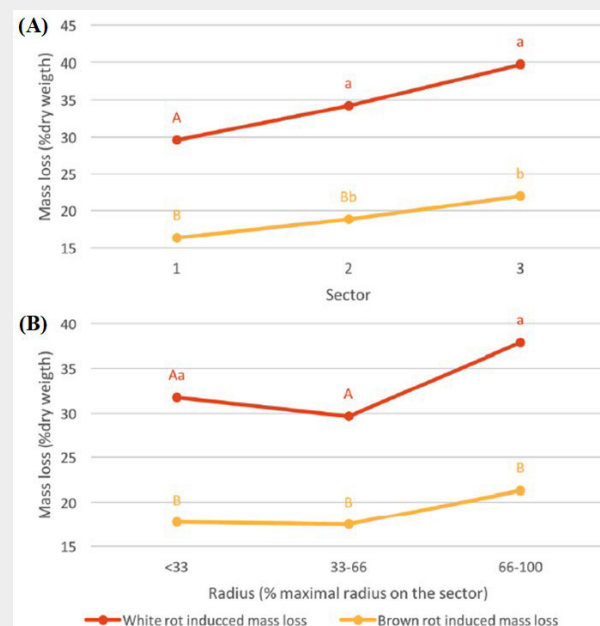 (A)
Mass loss (%dry weigth)
45
40
35
30
25
20
15
A
a
a
B
Bb
b
1 2 3
Sector
(B)
Mass loss (%dry weigth)
40
35
30
25
20
15
Aa
A
a
B
B
B
<33 33-66 66-100
Radius (% maximal radius on the sector)
White rot inducced mass loss Brown rot induced mass loss